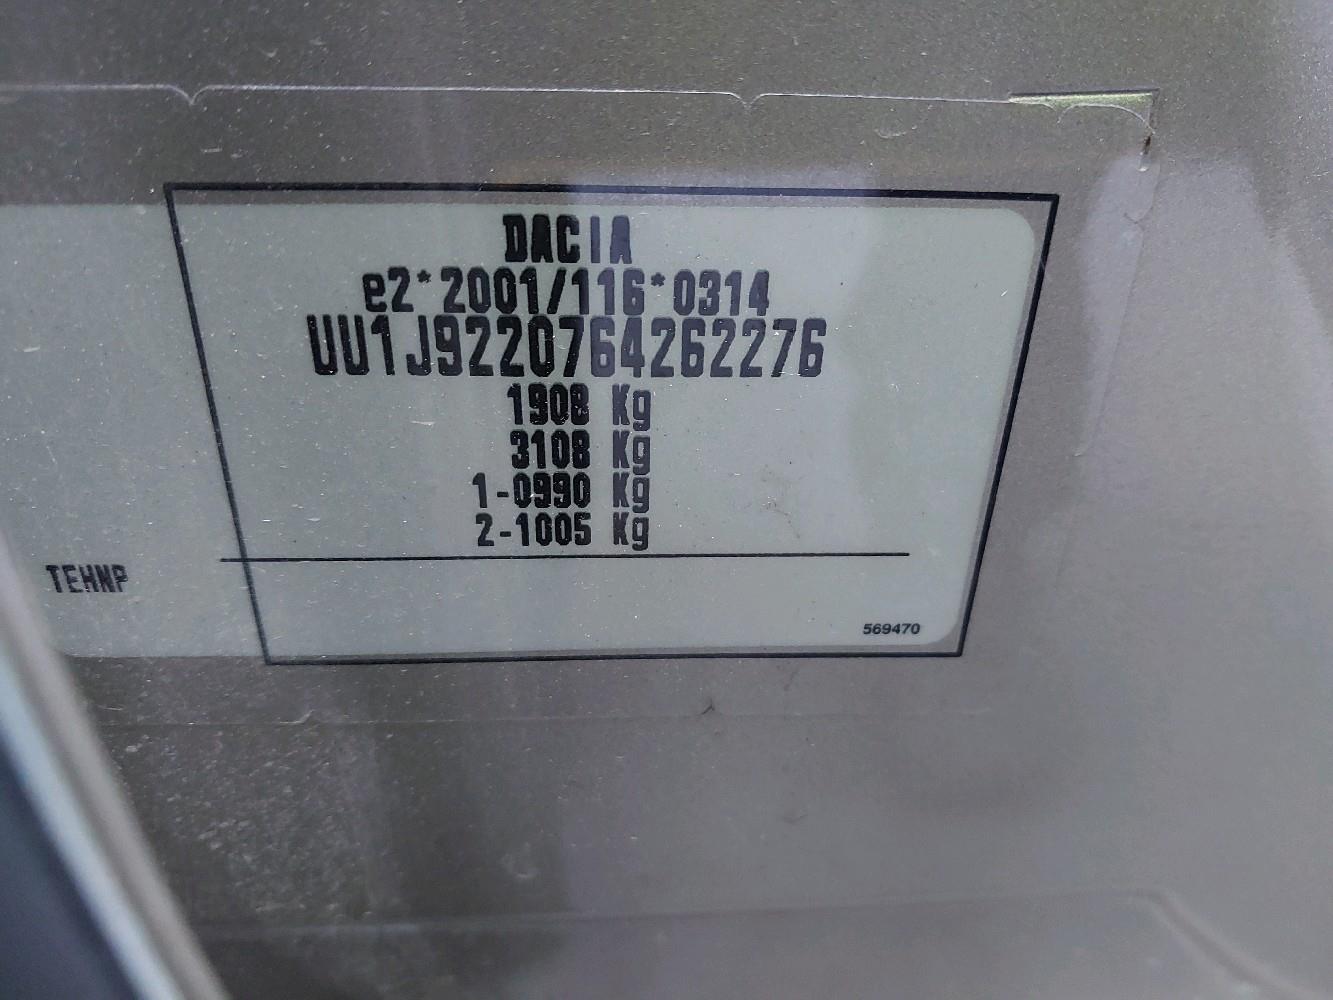 DACIA
e2*2001/116*0314
UU1J9220764262276
1908 Kg
3108 Kg
1-0990 Kg
2-1005 Kg
TEHNP
569470